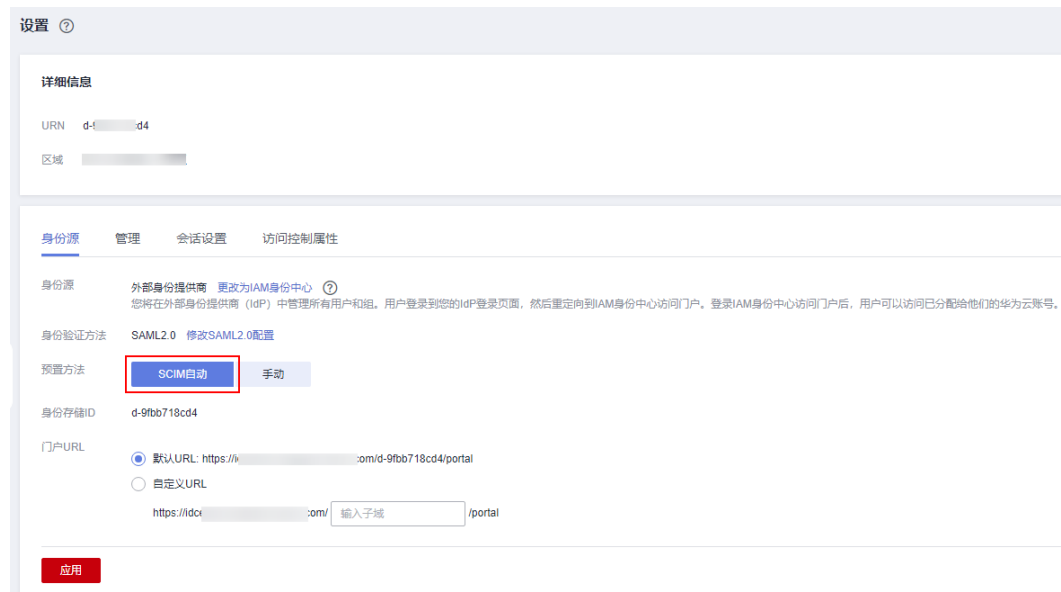 设置
详细信息
URN d-9 cd4
区域
身份源 管理 会话设置 访问控制属性
身份源 外部身份提供商 更改为IAM身份中心
您将在外部身份提供商（IdP）中管理所有用户和组。用户登录到您的IdP登录页面，然后重定向到IAM身份中心访问门户。登录IAM身份中心访问门户后，用户可以访问已分配给他们的华为云账号。
身份验证方法 SAML2.0 修改SAML2.0配置
预置方法 SCIM自动 手动
身份存储ID d-9fbb718cd4
门户URL
默认URL: https://i com/d-9fbb718cd4/portal
自定义URL
https://idce com/ 输入子域 /portal
应用